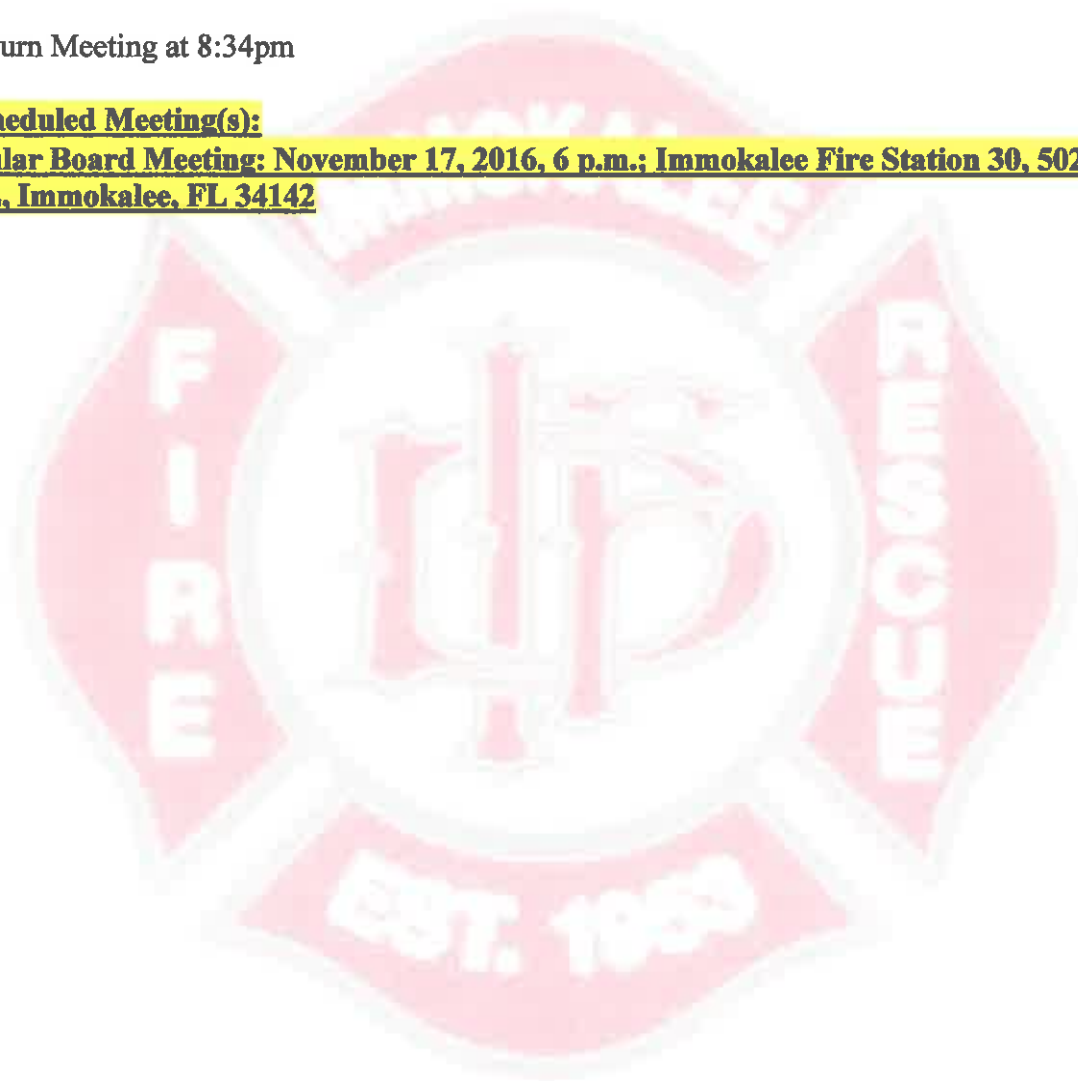 urn Meeting at 8:34pm
heduled Meeting(s):
lar Board Meeting: November 17, 2016, 6 p.m.; Immokalee Fire Station 30, 502
, Immokalee, FL 34142
IMMOKALEE
FIRE
RESCUE
EST.